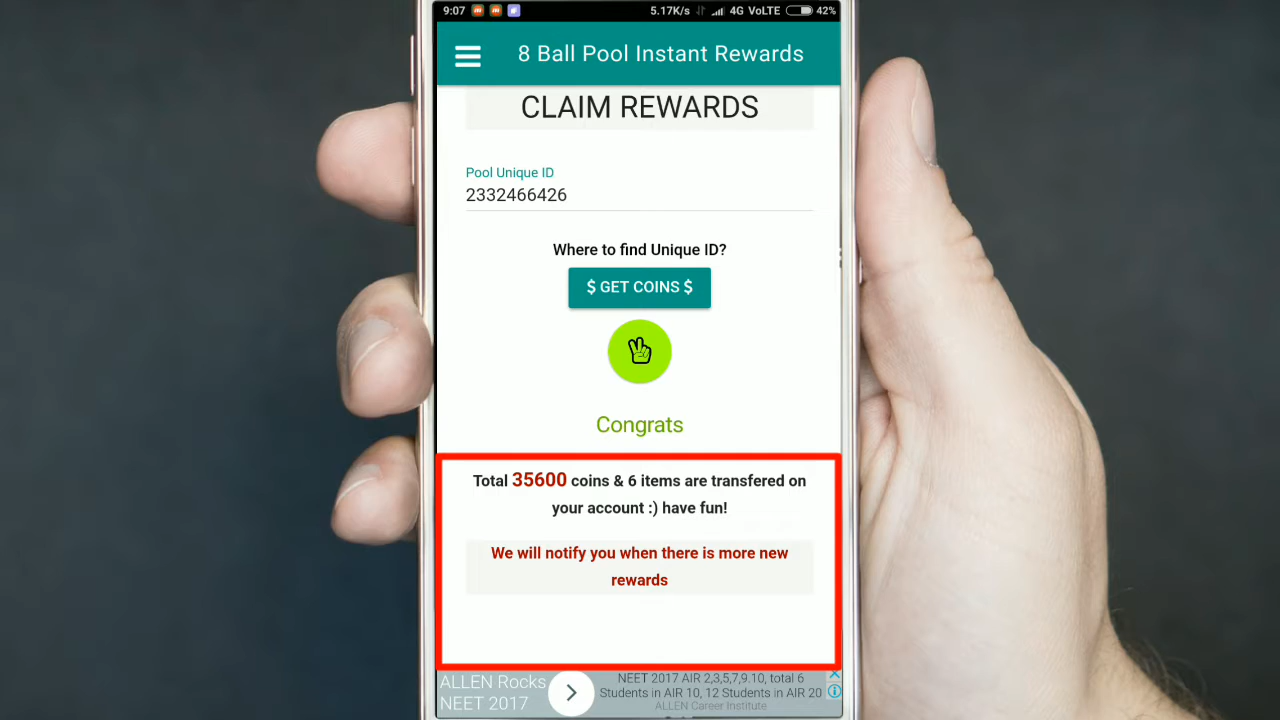 9:07 5.17K/s 4G VoLTE 42%
8 Ball Pool Instant Rewards
CLAIM REWARDS
Pool Unique ID
2332466426
Where to find Unique ID?
$ GET COINS $
Congrats
Total 35600 coins & 6 items are transfered on
your account :) have fun!
We will notify you when there is more new
rewards
ALLEN Rocks
NEET 2017
NEET 2017 AIR 2,3,5,7,9.10, total 6
Students in AIR 10, 12 Students in AIR 20
ALLEN Career Institute